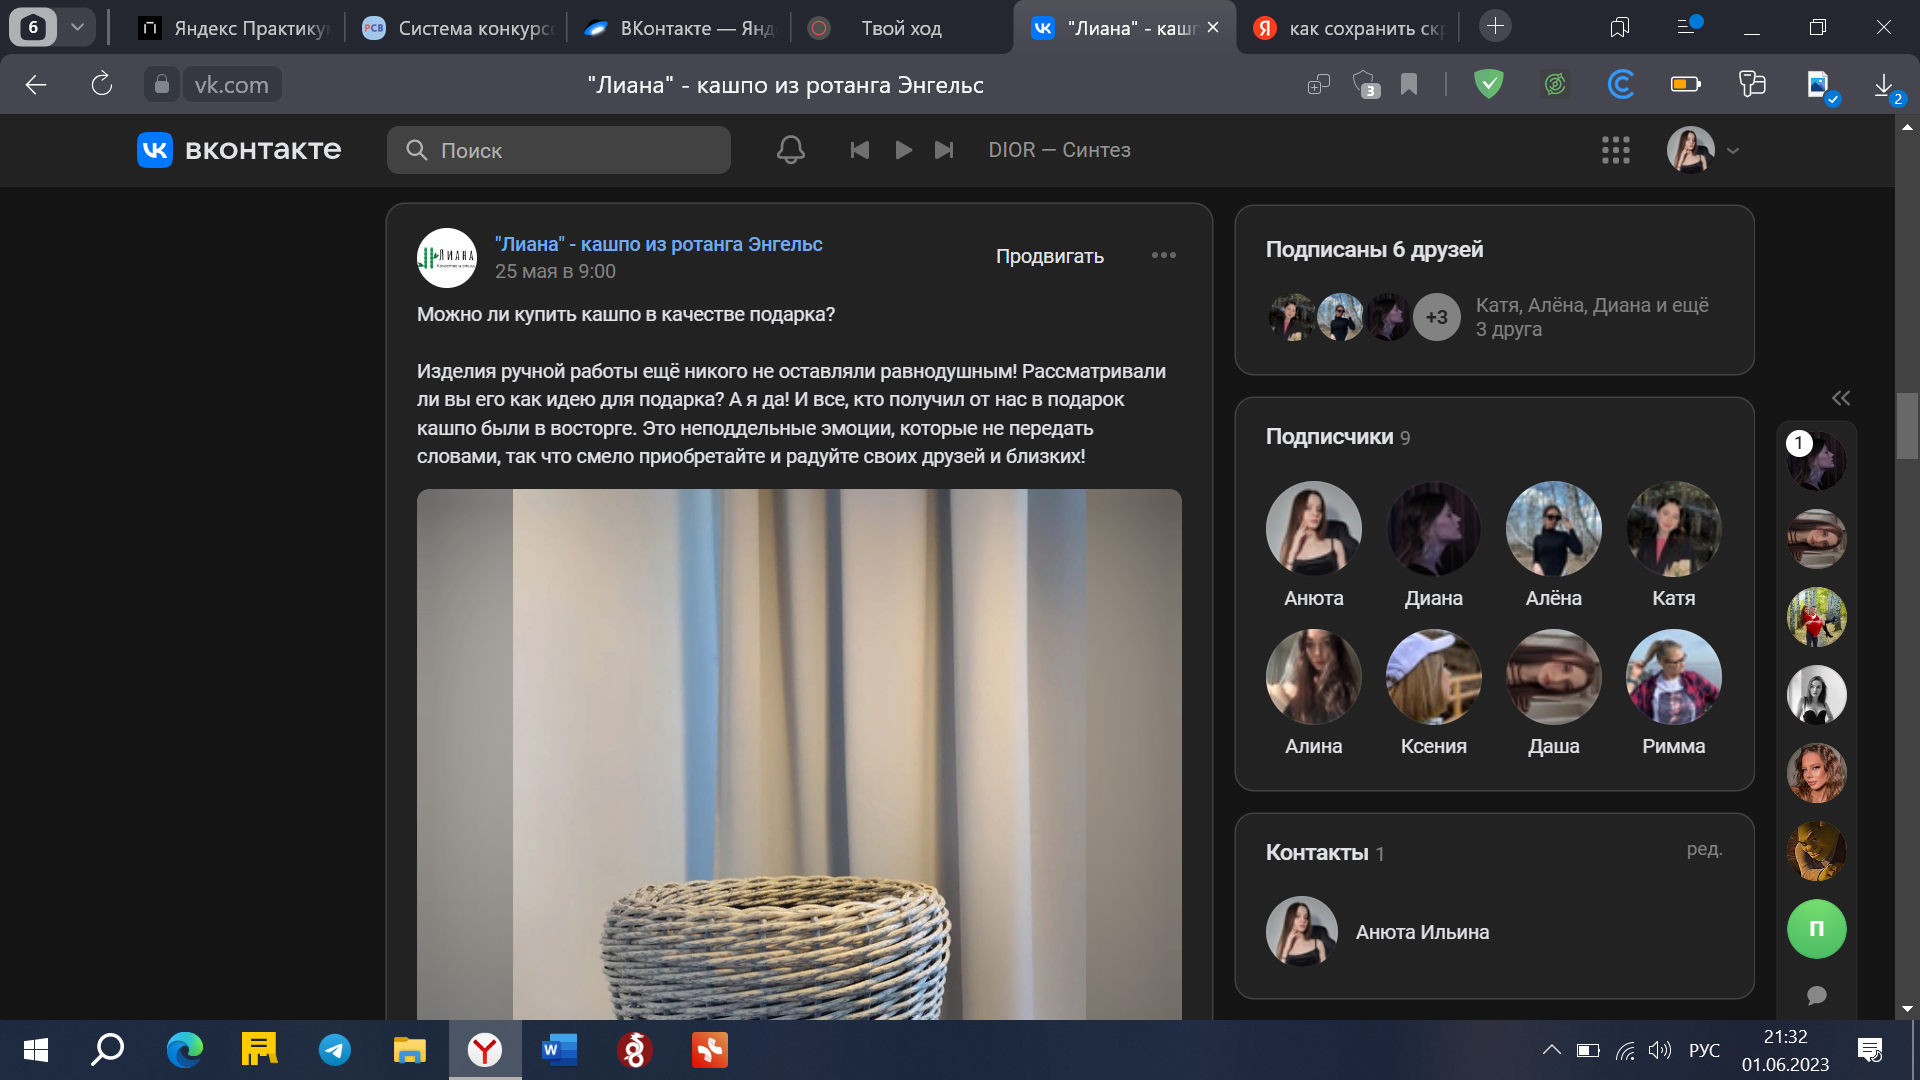 6
Яндекс Практику
Система конкурс
ВКонтакте — Янд
Твой ход
"Лиана" - каш
как сохранить ск
vk.com
"Лиана" - кашпо из ротанга Энгельс
3
2
вконтакте
Поиск
DIOR — Синтез
"Лиана" - кашпо из ротанга Энгельс
25 мая в 9:00
Продвигать
Можно ли купить кашпо в качестве подарка?
Изделия ручной работы ещё никого не оставляли равнодушным! Рассматривали
ли вы его как идею для подарка? А я да! И все, кто получил от нас в подарок
кашпо были в восторге. Это неподдельные эмоции, которые не передать
словами, так что смело приобретайте и радуйте своих друзей и близких!
Подписаны 6 друзей
+3
Катя, Алёна, Диана и ещё
3 друга
Подписчики 9
Анюта
Диана
Алёна
Катя
Алина
Ксения
Даша
Римма
Контакты 1
ред.
Анюта Ильина
1
П
РУС
21:32
01.06.2023